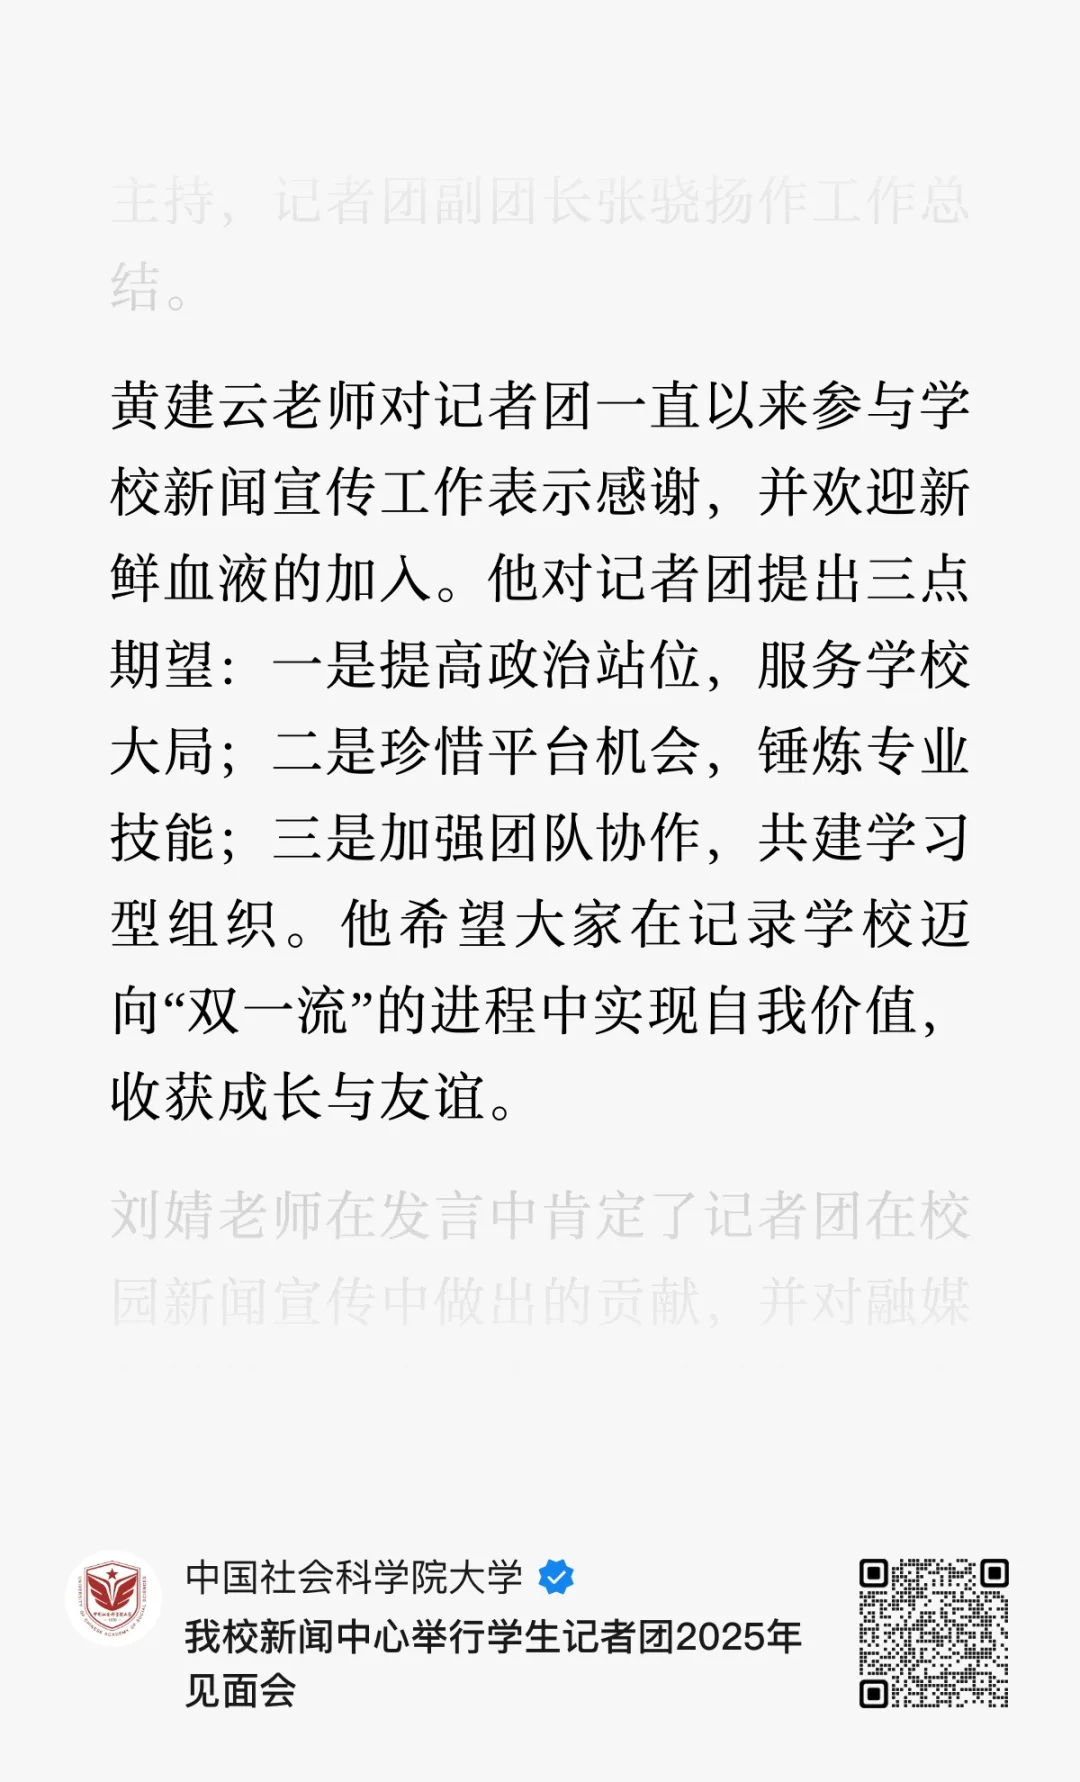 主持，记者团副团长张骁扬作工作总
结。
黄建云老师对记者团一直以来参与学
校新闻宣传工作表示感谢，并欢迎新
鲜血液的加入。他对记者团提出三点
期望：一是提高政治站位，服务学校
大局；二是珍惜平台机会，锤炼专业
技能；三是加强团队协作，共建学习
型组织。他希望大家在记录学校迈
向“双一流”的进程中实现自我价值，
收获成长与友谊。
刘婧老师在发言中肯定了记者团在校
园新闻宣传中做出的贡献，并对融媒
中国社会科学院大学
我校新闻中心举行学生记者团2025年
见面会
UNIVERSITY OF CHINESE ACADEMY OF SOCIAL SCIENCES